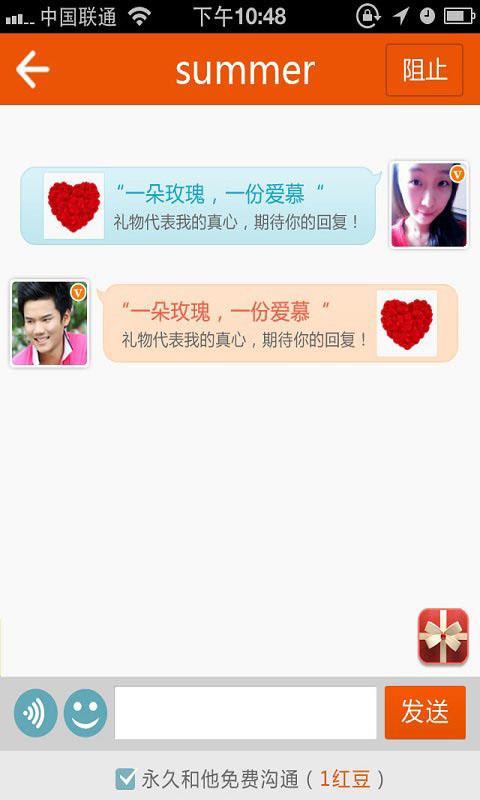 中国联通 下午10:48
summer
阻止
“一朵玫瑰，一份爱慕“
礼物代表我的真心，期待你的回复！
V
V
“一朵玫瑰，一份爱慕“
礼物代表我的真心，期待你的回复！
发送
永久和他免费沟通（1红豆）